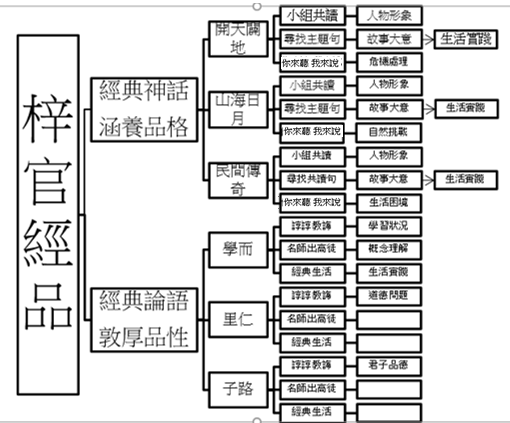 梓官經品
經典神話
涵養品格
開天闢
地
小組共讀
人物形象
尋找主題句
故事大意
生活實踐
你來聽 我來說
危機處理
山海日
月
小組共讀
人物形象
尋找主題句
故事大意
生活實踐
你來聽 我來說
自然挑戰
民間傳
奇
小組共讀
人物形象
尋找共讀句
故事大意
生活實踐
你來聽 我來說
生活困境
經典論語
敦厚品性
學而
諄諄教誨
學習狀況
名師出高徒
概念理解
經典生活
生活實踐
里仁
諄諄教誨
道德問題
名師出高徒
經典生活
子路
諄諄教誨
君子品德
名師出高徒
經典生活